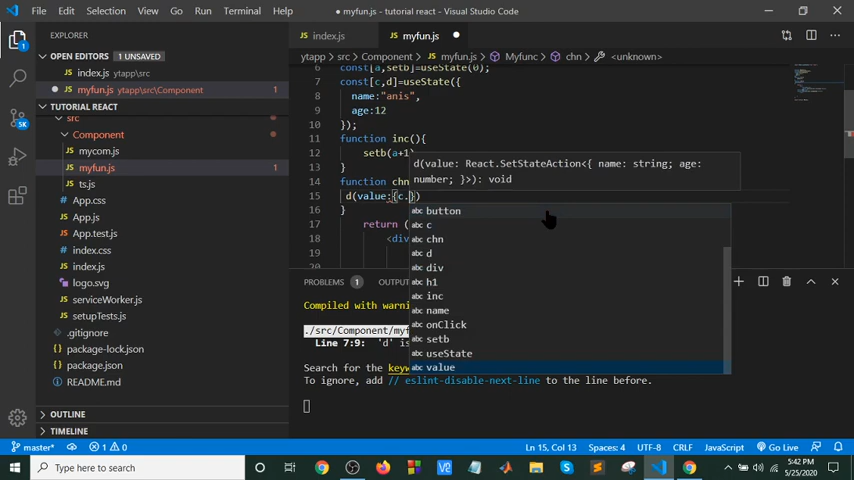 File Edit Selection View Go Run Terminal Help
myfun.js - tutorial react - Visual Studio Code
EXPLORER
OPEN EDITORS 1 UNSAVED
JS index.js ytapp\src
JS myfun.js ytapp\src\Component 1
TUTORIAL REACT
src
Component
JS mycom.js
JS myfun.js 1
JS ts.js
App.css
JS App.js
App.test.js
index.css
JS index.js
logo.svg
JS serviceWorker.js
JS setupTests.js
.gitignore
package-lock.json
package.json
README.md
OUTLINE
TIMELINE
JS index.js JS myfun.js
ytapp > src > Component > JS myfun.js > Myfunc > chn > <unknown>
6 const[a,setb]=useState(0);
7 const[c,d]=useState({
8 name:"anis",
9 age:12
10 });
11 function inc(){
12 setb(a+1)
13 }
14 function chn
15 d(value:{c.})
16 }
17 return (
18 <div
19
20
d(value: React.SetStateAction<{ name: string; age:
number; }>): void
abc button
abc c
abc chn
abc d
abc div
abc h1
abc inc
abc name
abc onClick
abc setb
abc useState
abc value
PROBLEMS 1 OUTPU
Compiled with warni
./src/Component/myf
Line 7:9: 'd' is
Search for the keyw
To ignore, add // eslint-disable-next-line to the line before.
master* 1 0 Ln 15, Col 13 Spaces: 4 UTF-8 CRLF JavaScript Go Live
Type here to search
5:42 PM
5/25/2020